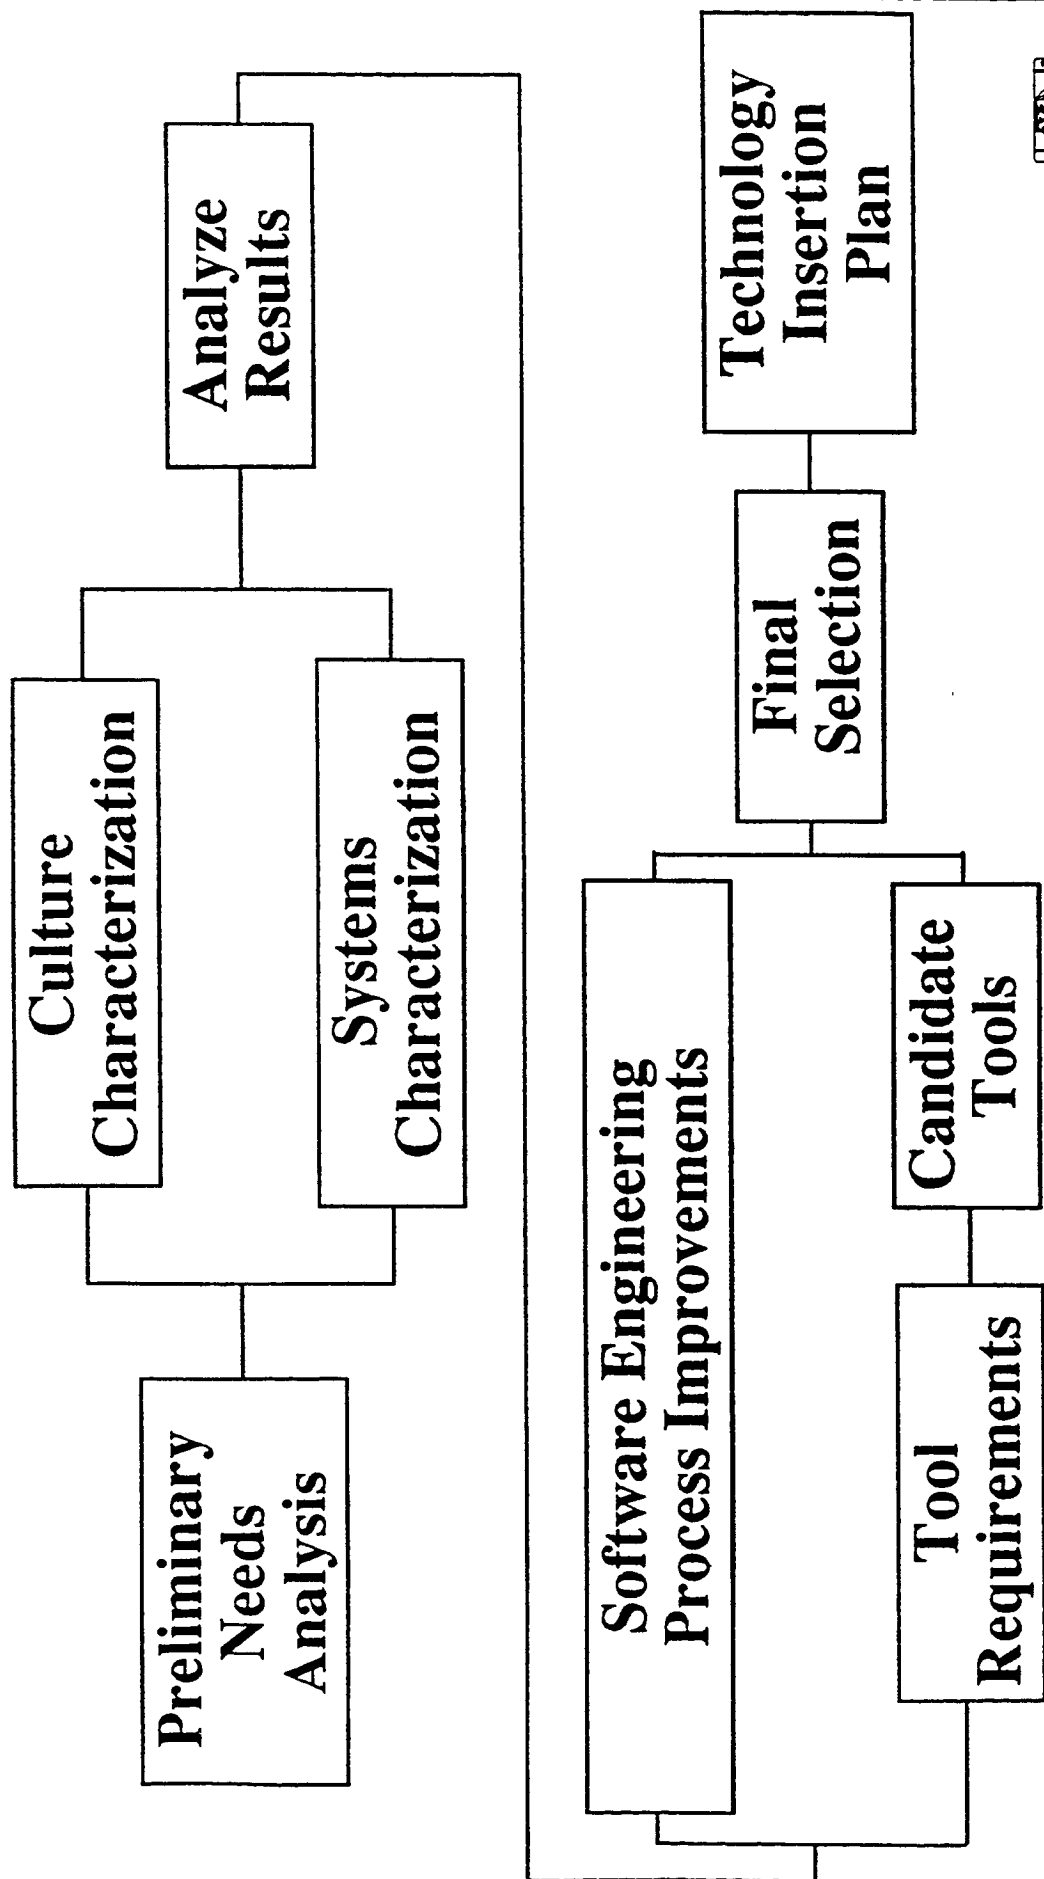 Preliminary
Needs
Analysis
Culture
Characterization
Systems
Characterization
Analyze
Results
Software Engineering
Process Improvements
Tool
Requirements
Candidate
Tools
Final
Selection
Technology
Insertion
Plan